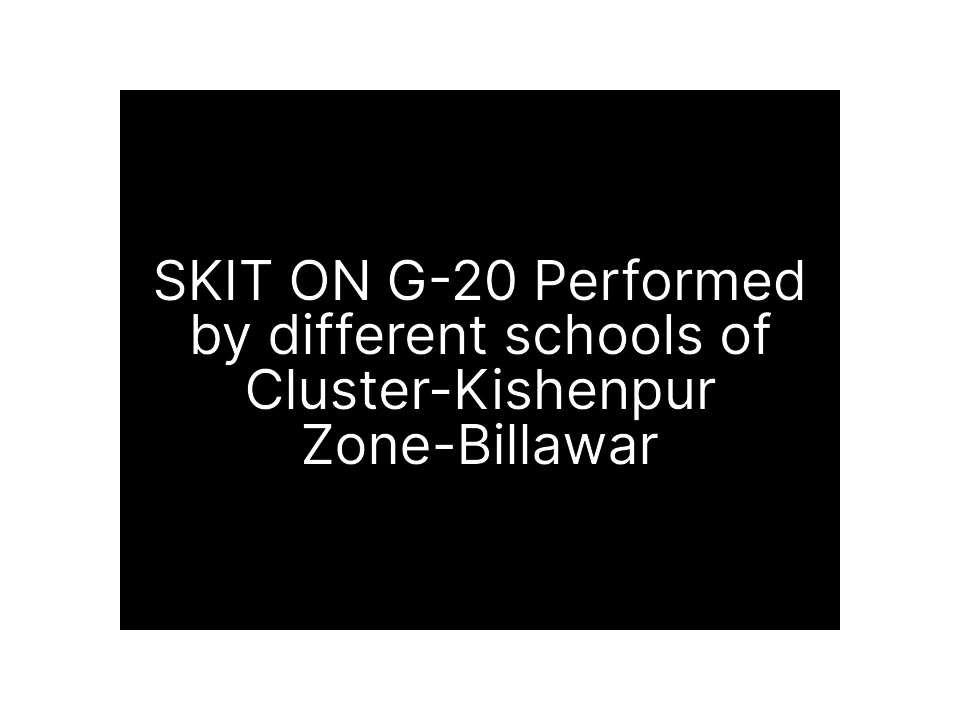 SKIT ON G-20 Performed
by different schools of
Cluster-Kishenpur
Zone-Billawar